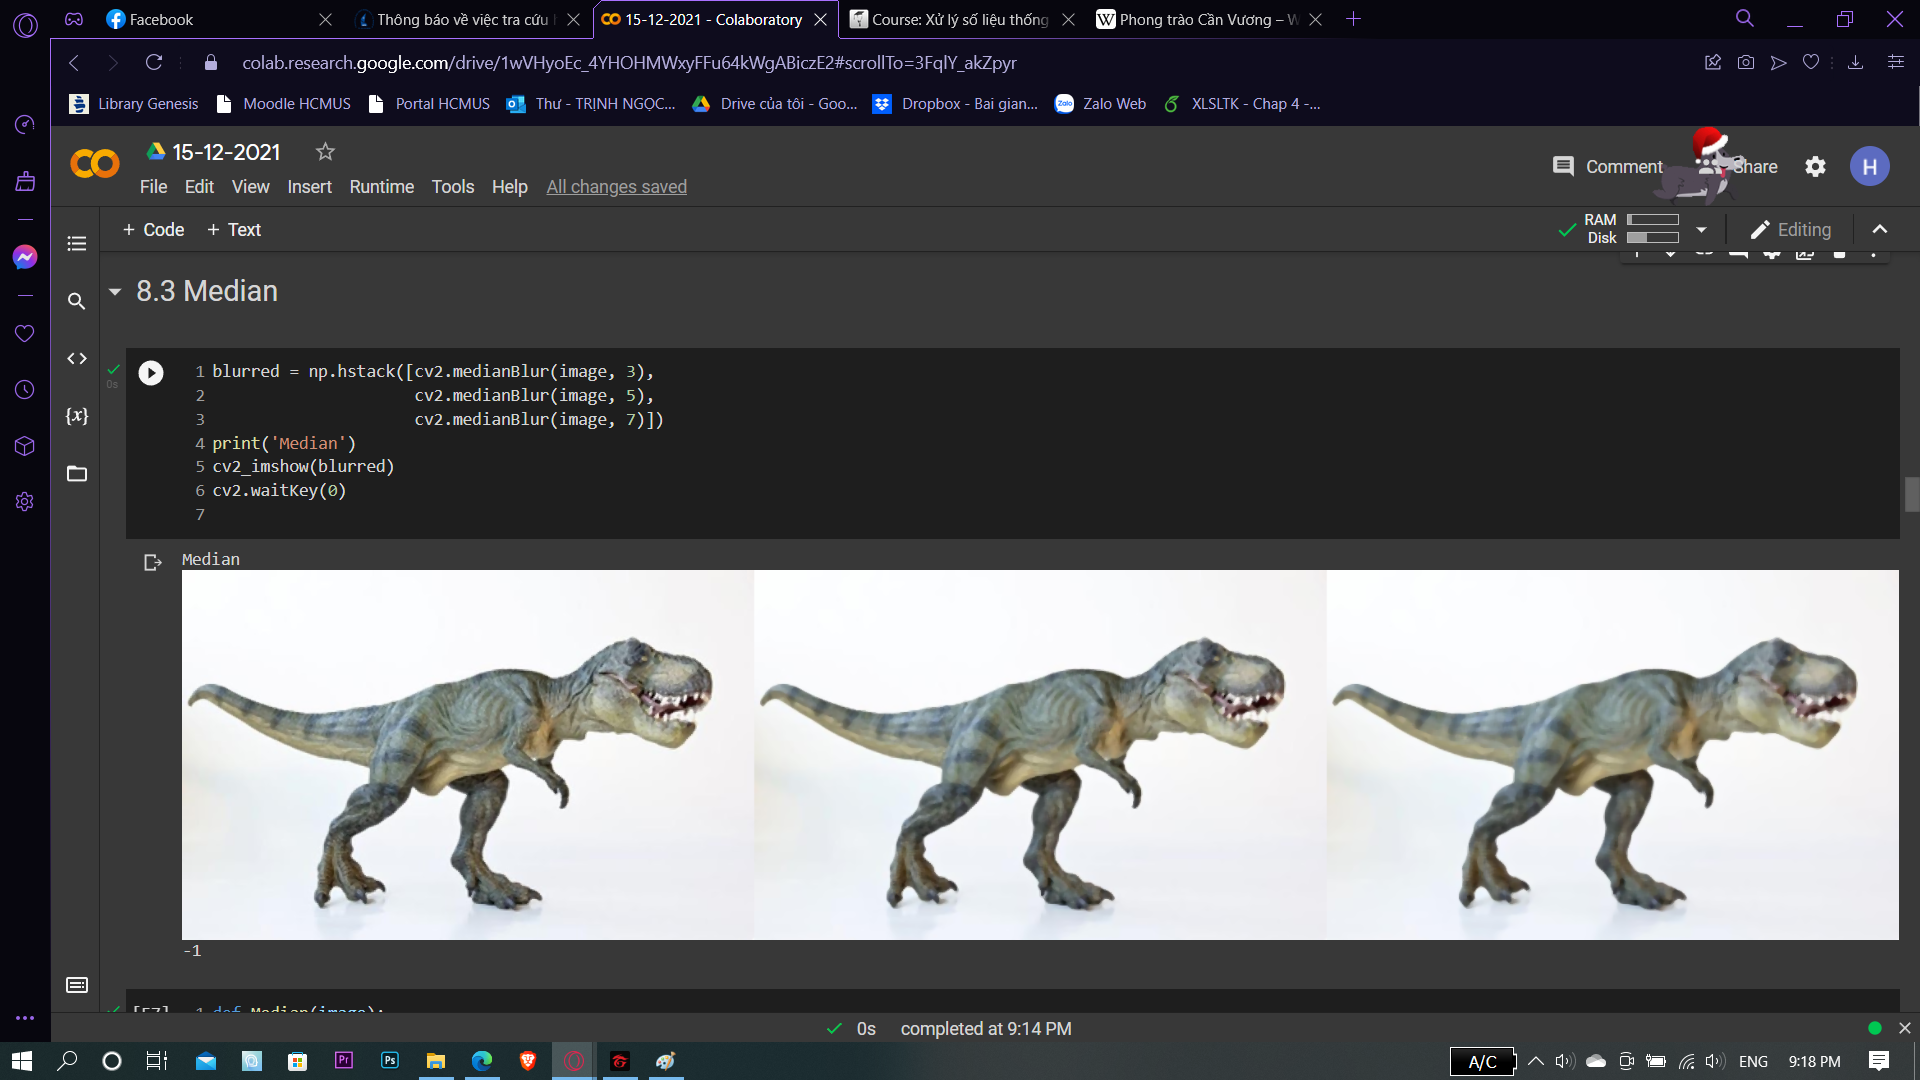 Facebook
Thông báo về việc tra cứu
15-12-2021 - Colaboratory
Course: Xử lý số liệu thống
Phong trào Cần Vương – W
colab.research.google.com/drive/1wVHyoEc_4YHOHMWxyFFu64kWgABiczE2#scrollTo=3FqlY_akZpyr
Library Genesis
Moodle HCMUS
Portal HCMUS
Thư - TRỊNH NGỌC...
Drive của tôi - Goo...
Dropbox - Bai gian...
Zalo Web
XLSLTK - Chap 4 -...
15-12-2021
File Edit View Insert Runtime Tools Help All changes saved
Comment
Share
H
+ Code + Text
RAM
Disk
Editing
8.3 Median
0s
1 blurred = np.hstack([cv2.medianBlur(image, 3),
2 cv2.medianBlur(image, 5),
3 cv2.medianBlur(image, 7)])
4 print('Median')
5 cv2_imshow(blurred)
6 cv2.waitKey(0)
7
Median
-1
[57] 1 def Median(image):
0s completed at 9:14 PM
A/C
ENG
9:18 PM